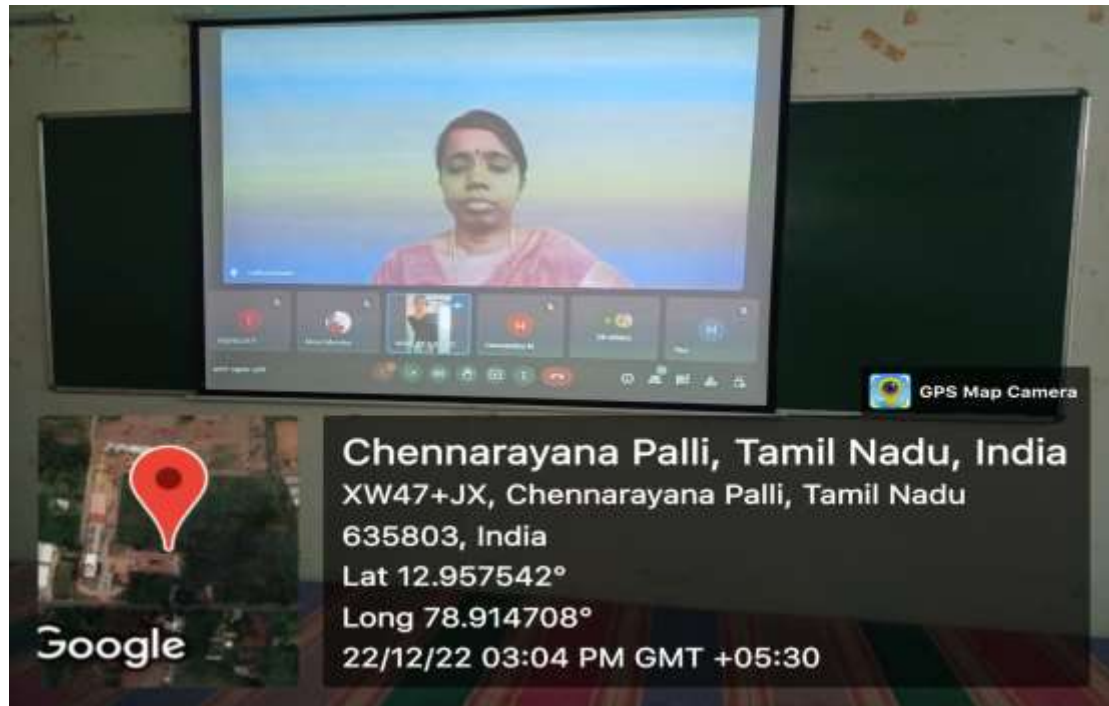 GPS Map Camera
Chennarayana Palli, Tamil Nadu, India
XW47+JX, Chennarayana Palli, Tamil Nadu
635803, India
Lat 12.957542°
Long 78.914708°
22/12/22 03:04 PM GMT +05:30
Google